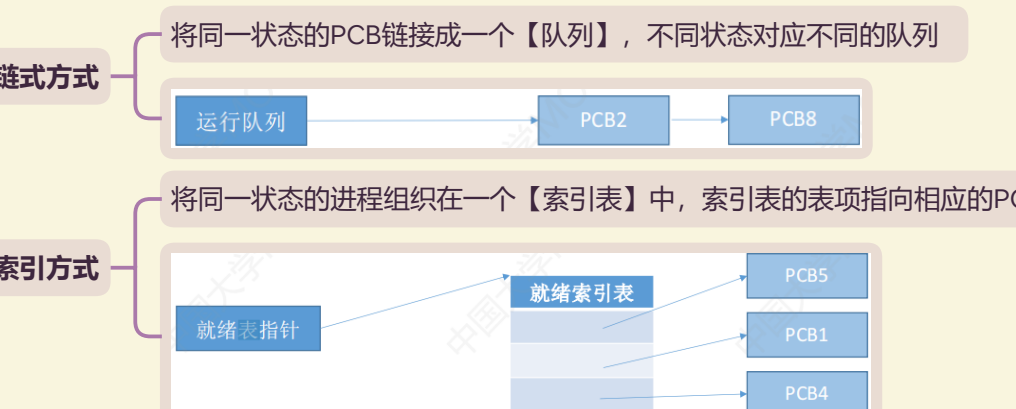 将同一状态的PCB链接成一个【队列】，不同状态对应不同的队列
链式方式
运行队列
PCB2
PCB8
将同一状态的进程组织在一个【索引表】中，索引表的表项指向相应的PC
索引方式
就绪表指针
就绪索引表
PCB5
PCB1
PCB4